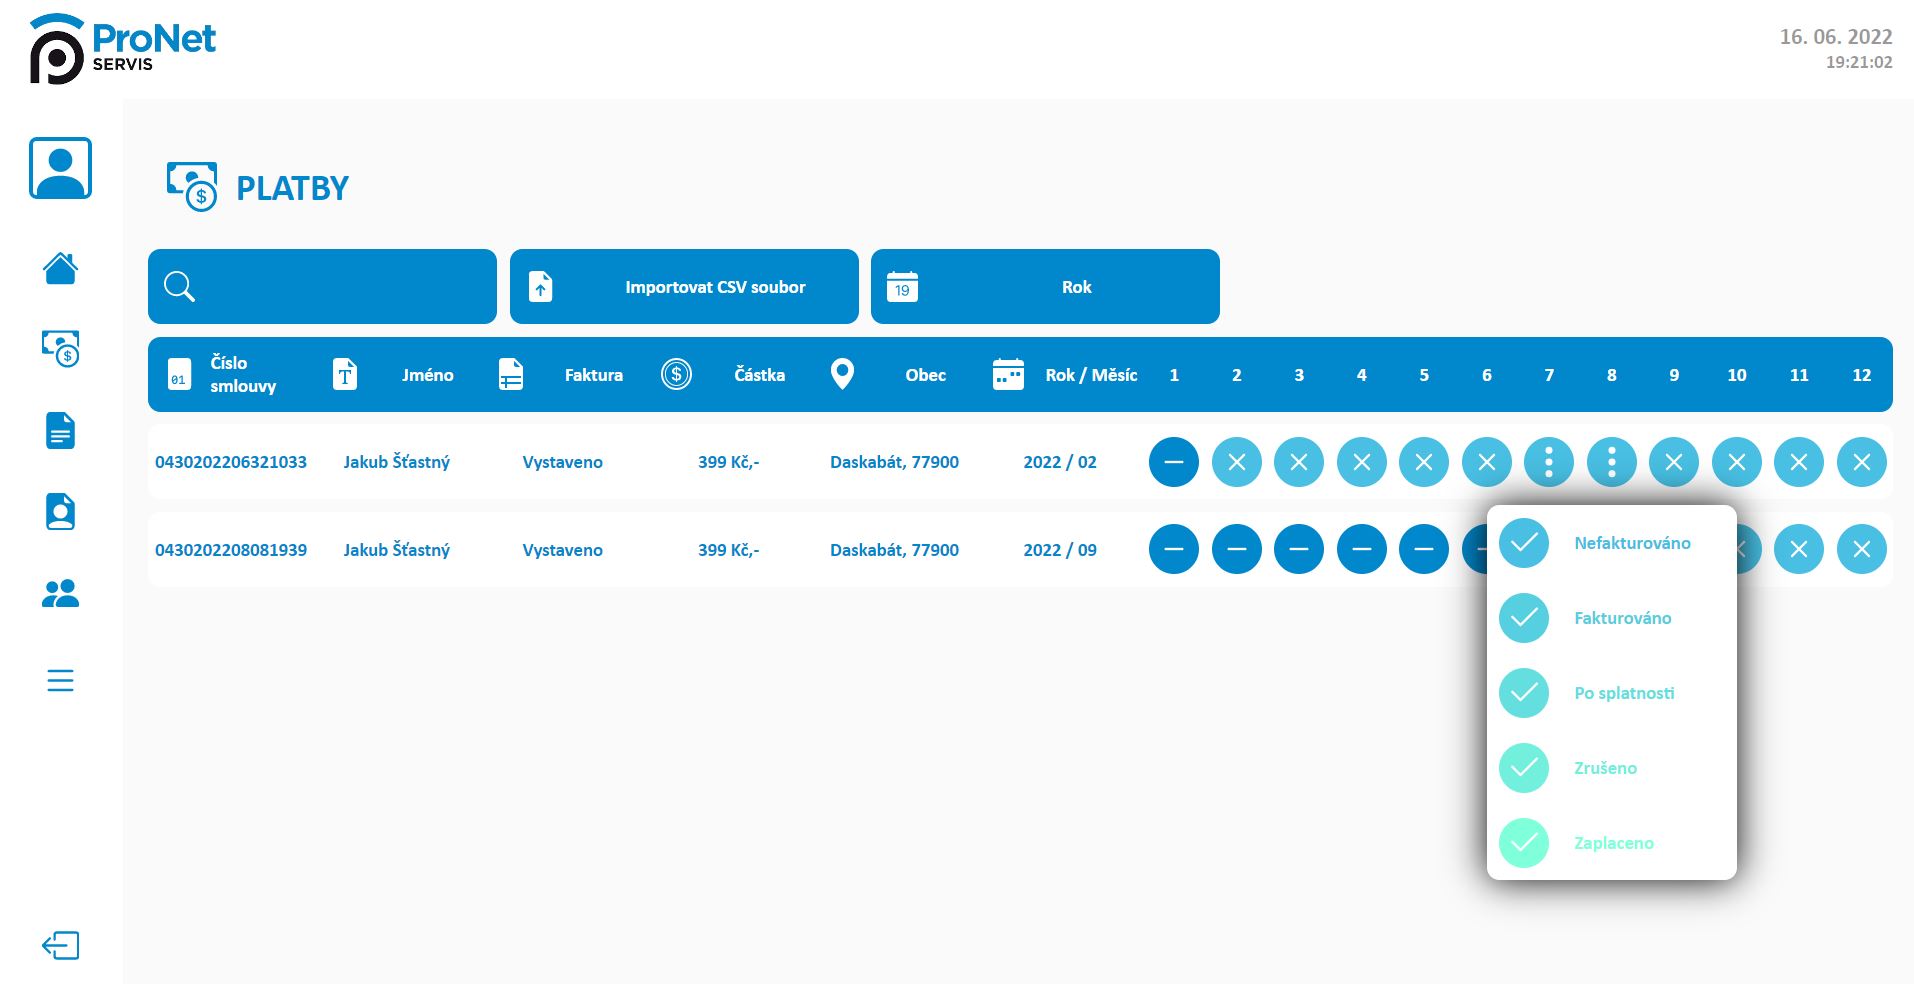 ProNet
SERVIS
16. 06. 2022
19:21:02
$ PLATBY
Importovat CSV soubor
19 Rok
01 Číslo smlouvy T Jméno Faktura $ Částka Obec Rok / Měsíc 1 2 3 4 5 6 7 8 9 10 11 12
0430202206321033 Jakub Šťastný Vystaveno 399 Kč,- Daskabát, 77900 2022 / 02
0430202208081939 Jakub Šťastný Vystaveno 399 Kč,- Daskabát, 77900 2022 / 09
Nefakturováno
Fakturováno
Po splatnosti
Zrušeno
Zaplaceno
$